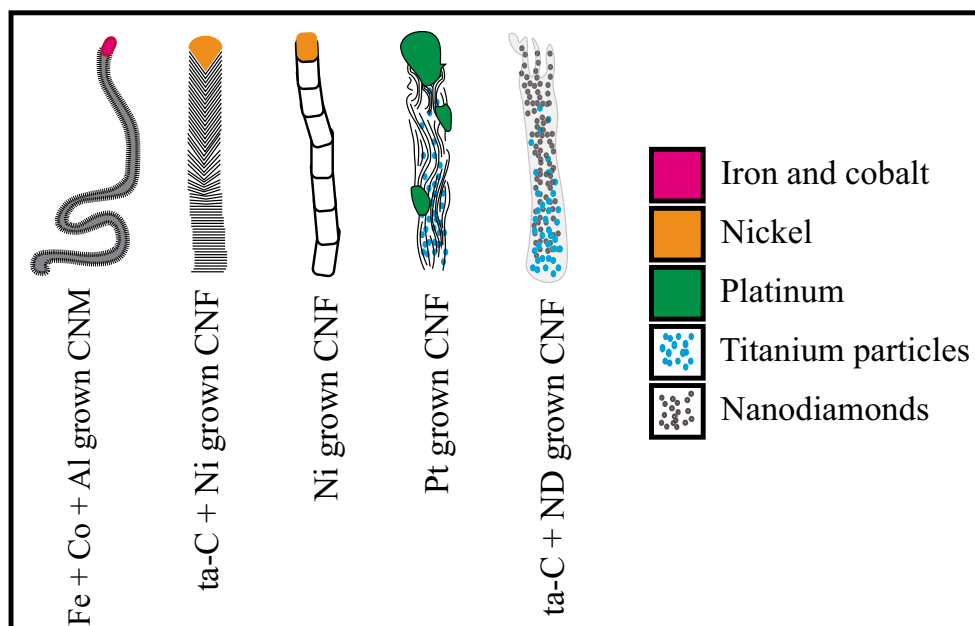 Fe + Co + Al grown CNM
ta-C + Ni grown CNF
Ni grown CNF
Pt grown CNF
ta-C + ND grown CNF
Iron and cobalt
Nickel
Platinum
Titanium particles
Nanodiamonds